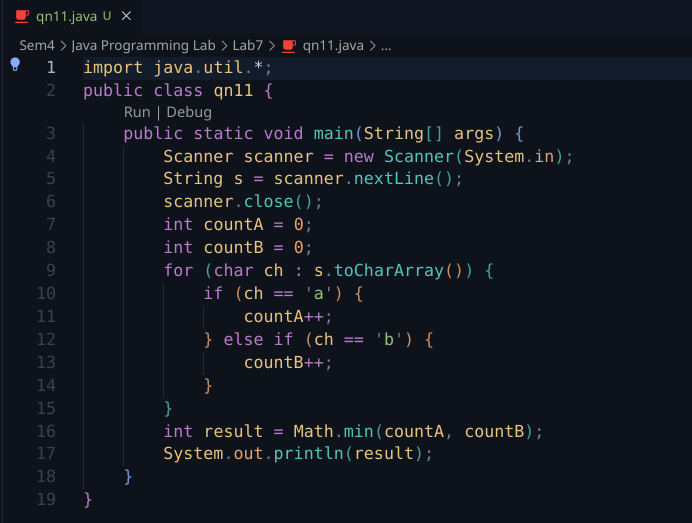 qn11.java U ×
Sem4 > Java Programming Lab > Lab7 > qn11.java > ...
1 import java.util.*;
2 public class qn11 {
Run | Debug
3 public static void main(String[] args) {
4 Scanner scanner = new Scanner(System.in);
5 String s = scanner.nextLine();
6 scanner.close();
7 int countA = 0;
8 int countB = 0;
9 for (char ch : s.toCharArray()) {
10 if (ch == 'a') {
11 countA++;
12 } else if (ch == 'b') {
13 countB++;
14 }
15 }
16 int result = Math.min(countA, countB);
17 System.out.println(result);
18 }
19 }